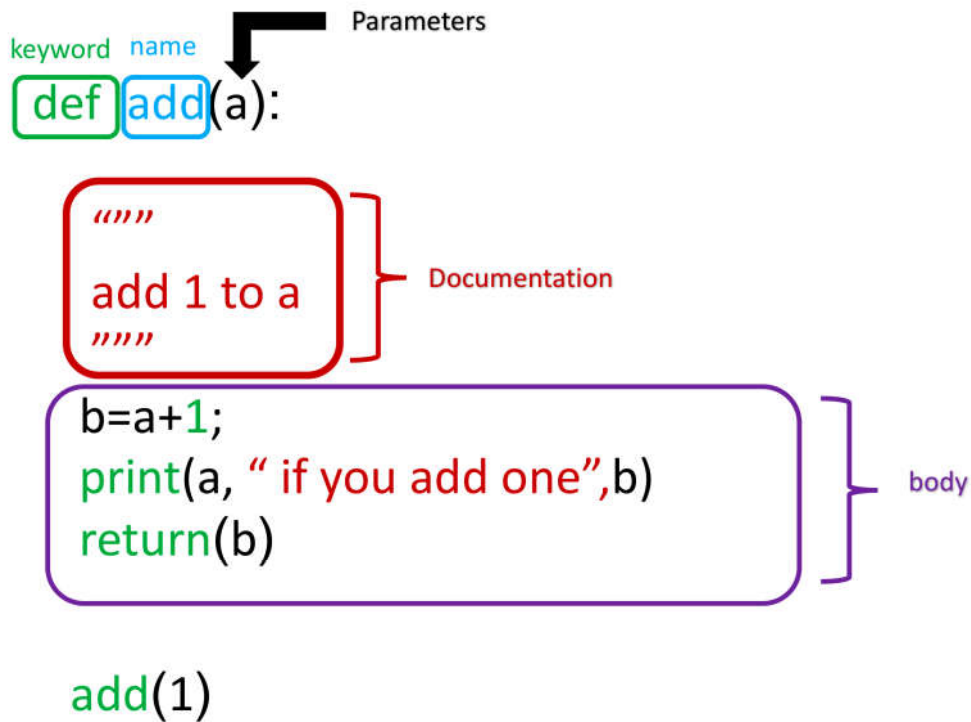 Parameters
keyword name
def add(a):
“””
add 1 to a
Documentation
”””
b=a+1;
print(a, “ if you add one”,b)
body
return(b)
add(1)